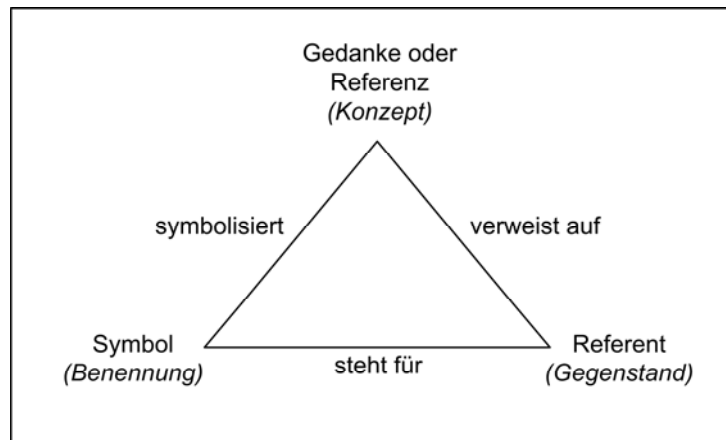 Gedanke oder
Referenz
(Konzept)
symbolisiert
verweist auf
Symbol
(Benennung)
steht für
Referent
(Gegenstand)